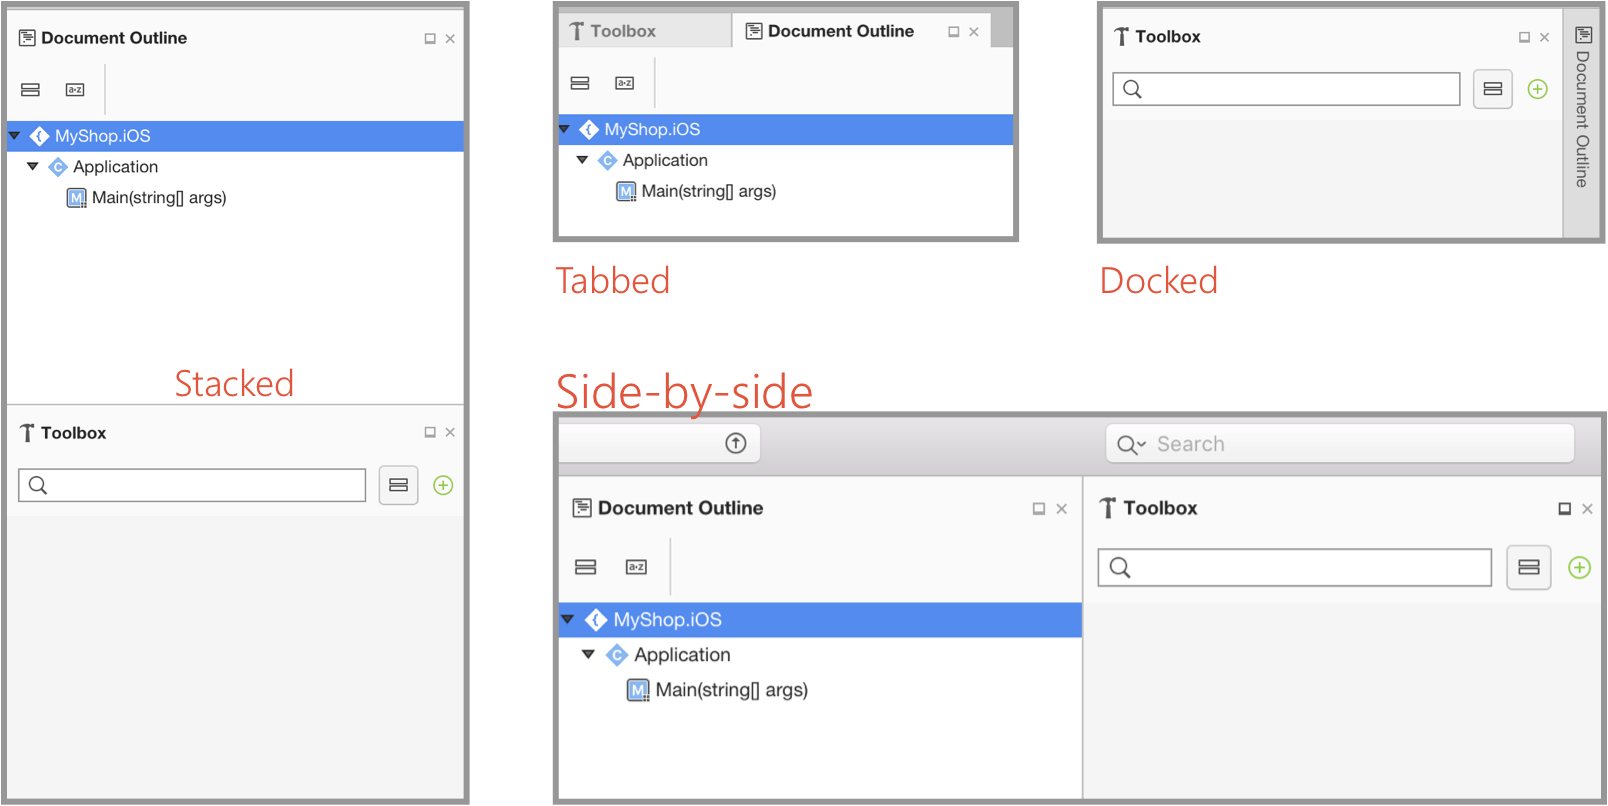 Document Outline
a-z
MyShop.iOS
C Application
M Main(string[] args)
Stacked
Toolbox
Toolbox Document Outline
a-z
MyShop.iOS
C Application
M Main(string[] args)
Tabbed
Toolbox
Document Outline
Docked
Side-by-side
Search
Document Outline
a-z
MyShop.iOS
C Application
M Main(string[] args)
Toolbox